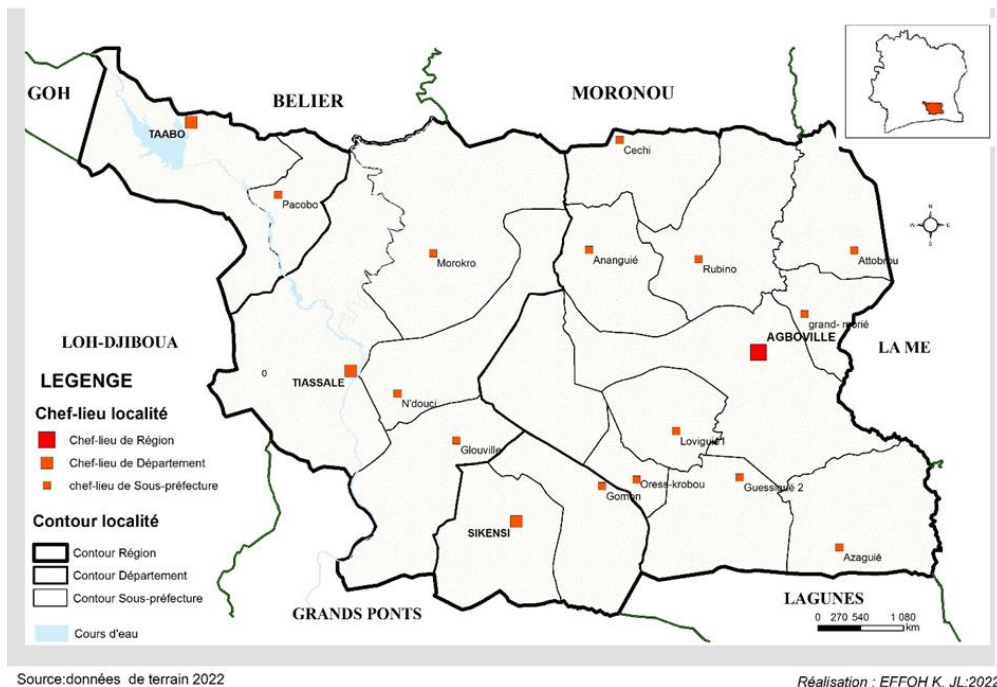 GOH
BELIER
MORONOU
TAABO
Cechi
Pacobo
Morokro
Ananguié
Rubino
Attobrou
N
W E
S
grand- morié
AGBOVILLE
LOH-DJIBOUA
LA ME
0
TIASSALE
N'douci
Glouville
Loviguié 1
Oress-krobou
Gomon
Guessigué 2
SIKENSI
Azaguié
GRANDS PONTS
LAGUNES
0 270 540 1 080
km
LEGENGE
Chef-lieu localité
Chef-lieu de Région
Chef-lieu de Département
chef-lieu de Sous-préfecture
Contour localité
Contour Région
Contour Département
Contour Sous-préfecture
Cours d'eau
Source:données de terrain 2022
Réalisation : EFFOH K. JL:2022